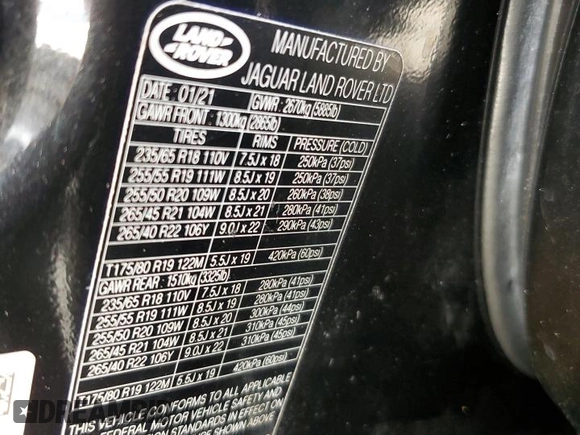 LAND
ROVER
MANUFACTURED BY
JAGUAR LAND ROVER LTD
DATE: 01/21 GVWR: 2670kg (5885lb)
GAWR FRONT: 1300kg (2865lb)
TIRES RIMS PRESSURE (COLD)
235/65 R18 110V 7.5J x 18 250kPa (37psi)
255/55 R19 111W 8.5J x 19 250kPa (37psi)
255/50 R20 109W 8.5J x 20 260kPa (38psi)
265/45 R21 104W 8.5J x 21 280kPa (41psi)
265/40 R22 106Y 9.0J x 22 290kPa (43psi)
T175/80 R19 122M 5.5J x 19 420kPa (60psi)
GAWR REAR: 1510kg (3325lb)
235/65 R18 110V 7.5J x 18 280kPa (41psi)
255/55 R19 111W 8.5J x 19 280kPa (41psi)
255/50 R20 109W 8.5J x 20 300kPa (44psi)
265/45 R21 104W 8.5J x 21 310kPa (45psi)
265/40 R22 106Y 9.0J x 22 310kPa (45psi)
T175/80 R19 122M 5.5J x 19 420kPa (60psi)
THIS VEHICLE CONFORMS TO ALL APPLICABLE
FEDERAL MOTOR VEHICLE SAFETY AND
STANDARDS IN EFFECT ON